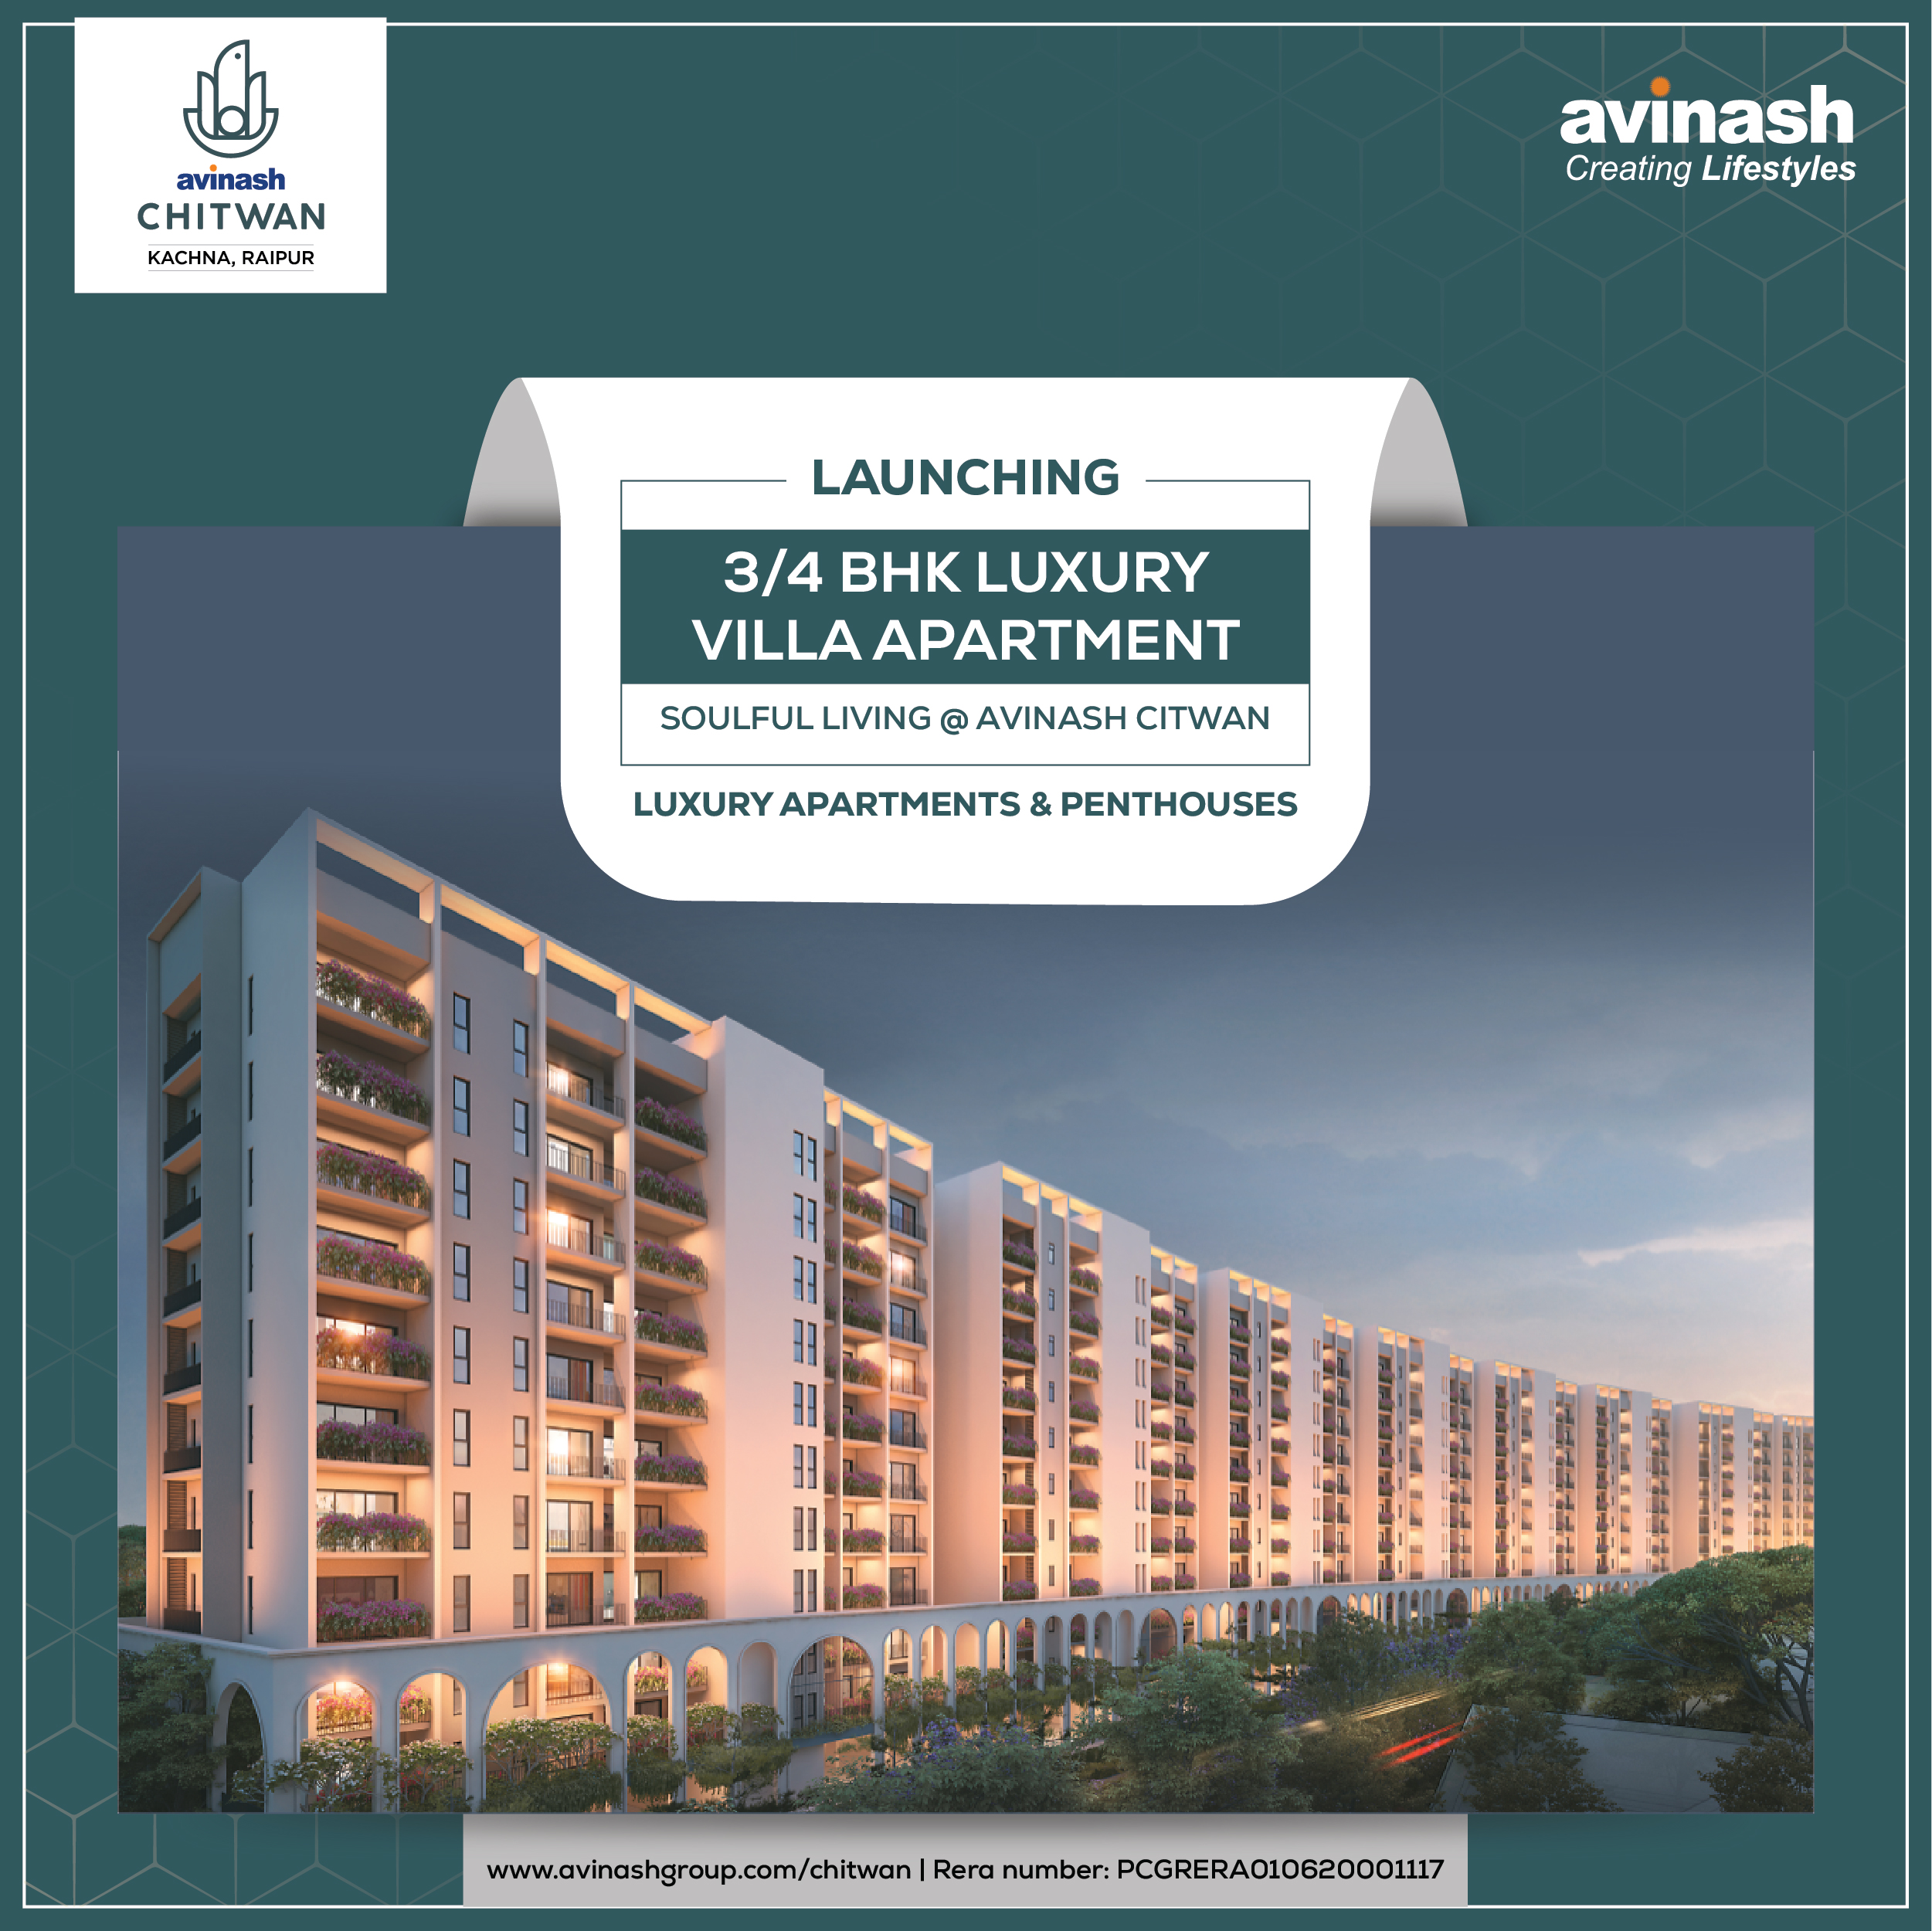 avinash
CHITWAN
KACHNA, RAIPUR
avinash
Creating Lifestyles
LAUNCHING
3/4 BHK LUXURY
VILLA APARTMENT
SOULFUL LIVING @ AVINASH CITWAN
LUXURY APARTMENTS & PENTHOUSES
www.avinashgroup.com/chitwan | Rera number: PCGRERA010620001117